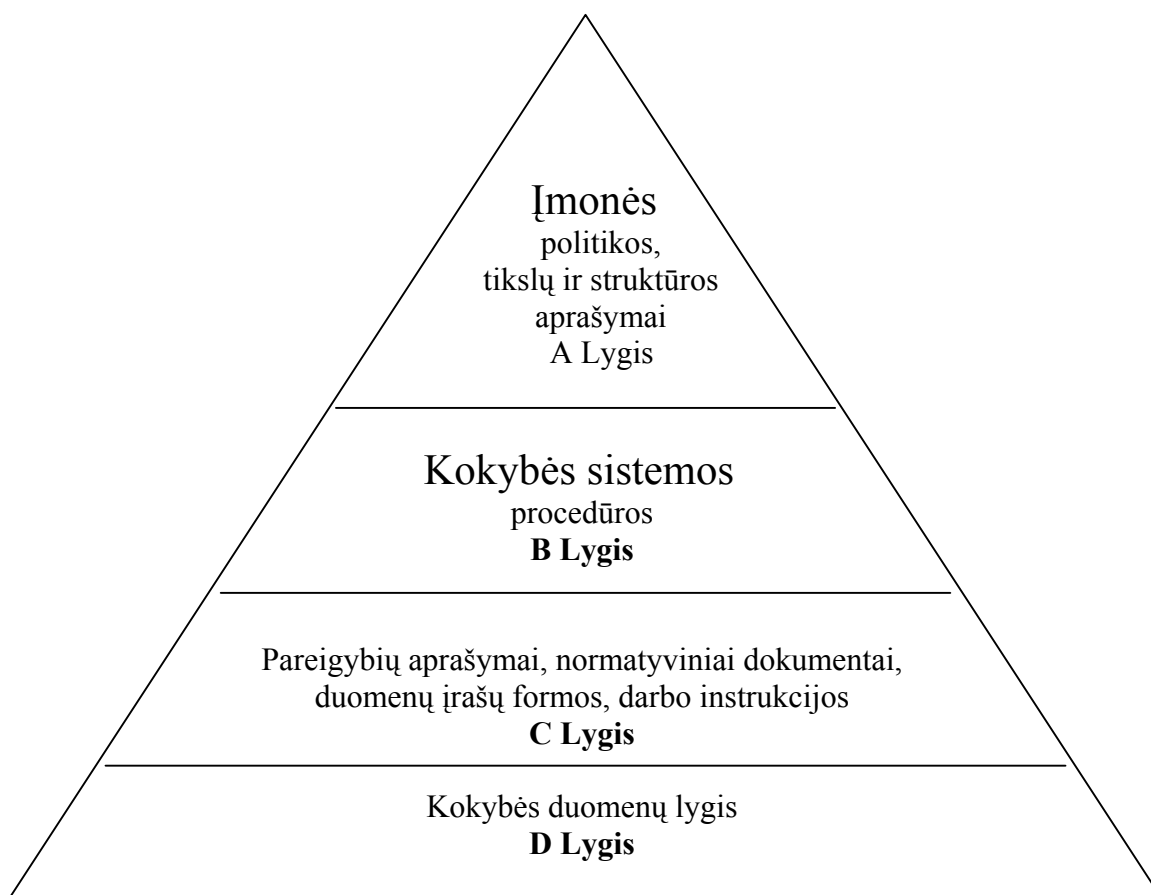 Įmonės
politikos,
tikslų ir struktūros
aprašymai
A Lygis
Kokybės sistemos
procedūros
B Lygis
Pareigybių aprašymai, normatyviniai dokumentai,
duomenų įrašų formos, darbo instrukcijos
C Lygis
Kokybės duomenų lygis
D Lygis